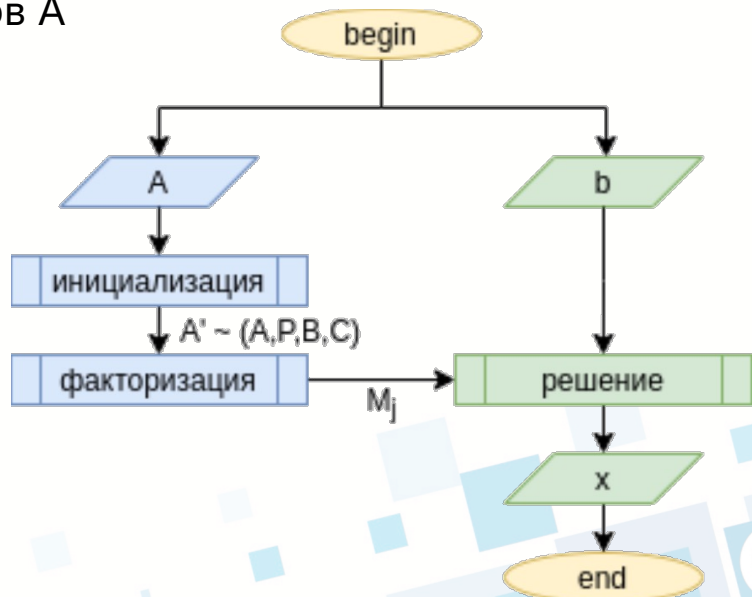 ов А
begin
A
b
инициализация
A' ~ (A,P,B,C)
факторизация
Mj
решение
x
end